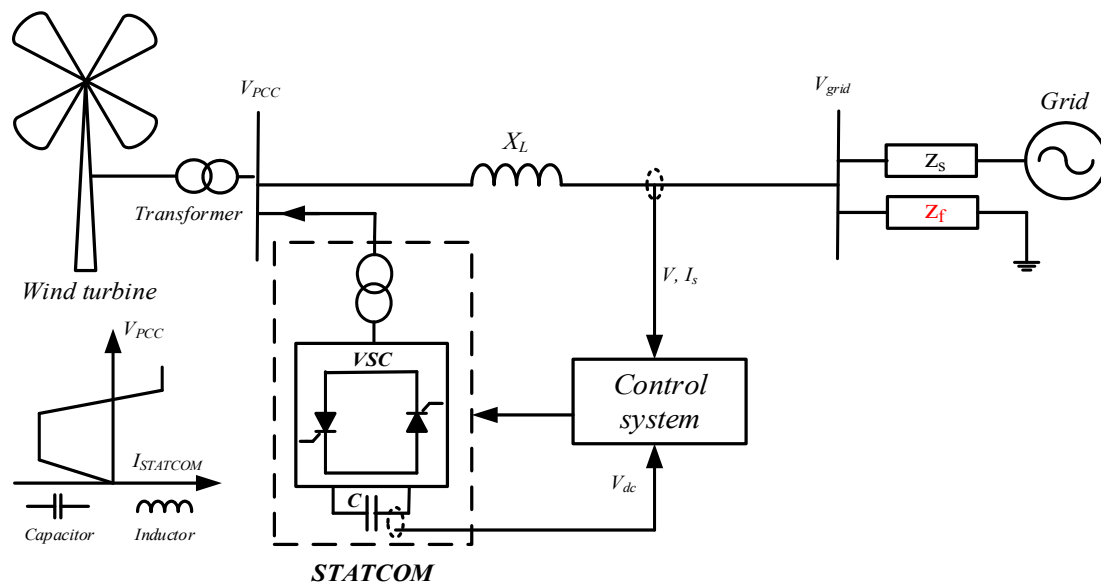 V_PCC
V_grid
Grid
X_L
Z_s
Transformer
Z_f
Wind turbine
V, I_s
V_PCC
VSC
Control
system
I_STATCOM
V_dc
C
Capacitor
Inductor
STATCOM